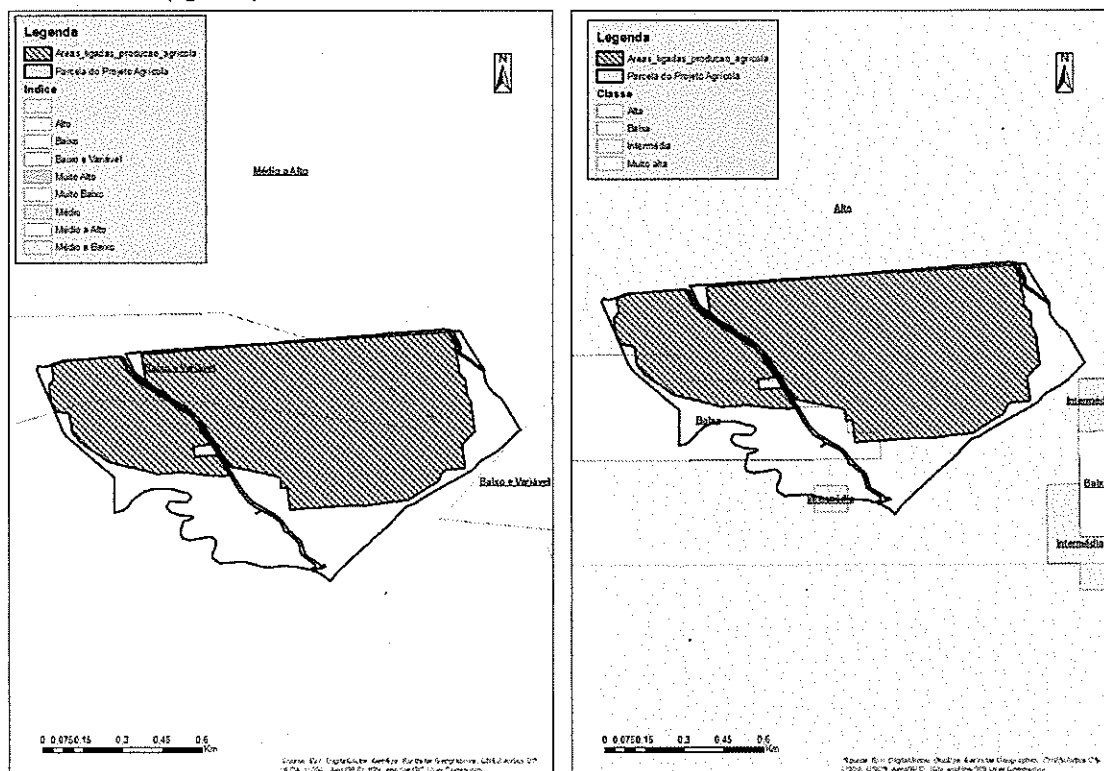 Legenda
Areas_ligadas_producao_agricola
Parcela do Projeto Agrícola
Indice
Alto
Baixo
Baixo e Variável
Muito Alto
Muito Baixo
Médio
Médio a Alto
Médio e Baixo
N
Médio a Alto
Baixo e Variável
Baixo e Variável
0 0,075 0,15 0,3 0,45 0,6
Km
Legenda
Areas_ligadas_producao_agricola
Parcela do Projeto Agrícola
Classe
Alta
Baixa
Intermédia
Muito alta
N
Alto
Intermédi
Baixa
Baix
Intermédia
Intermédia
0 0,075 0,15 0,3 0,45 0,6
Km